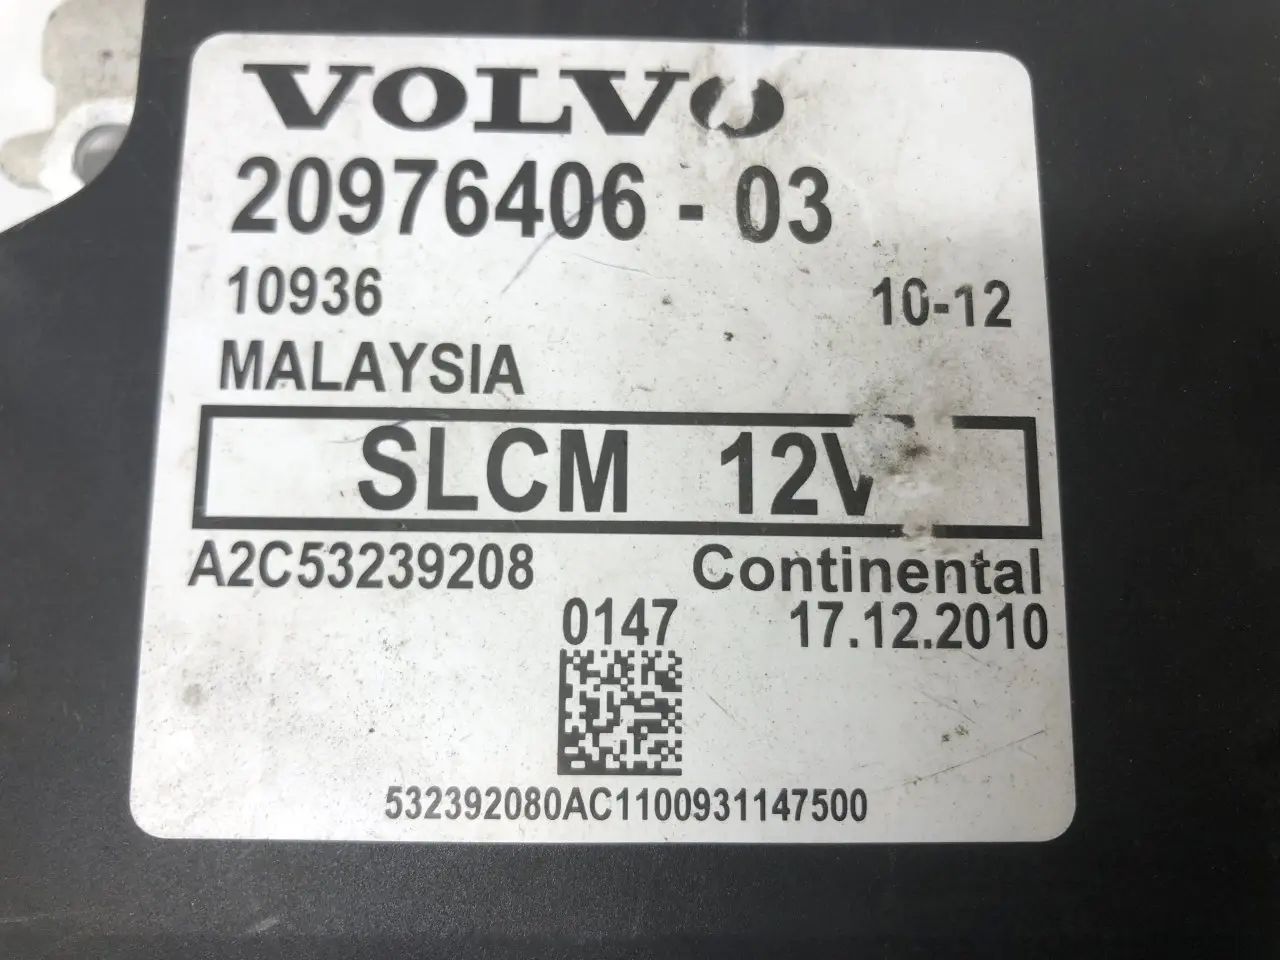 VOLVO
20976406 - 03
10936 10-12
MALAYSIA
SLCM 12V
A2C53239208 Continental
0147 17.12.2010
532392080AC1100931147500